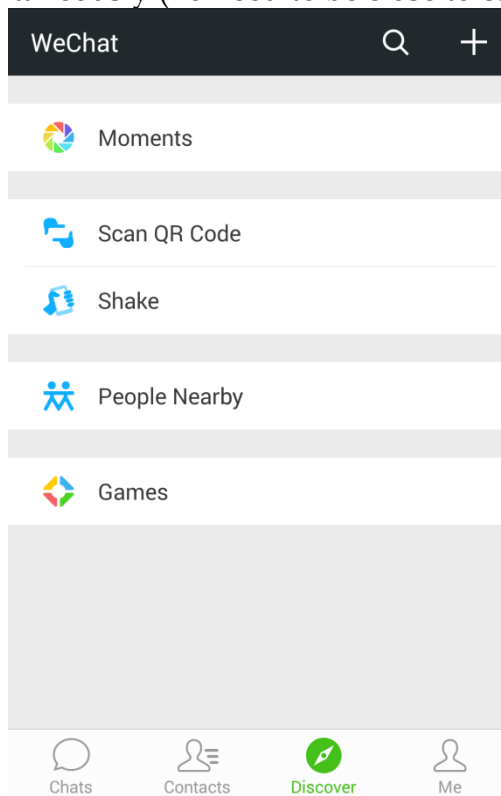 WeChat
Moments
Scan QR Code
Shake
People Nearby
Games
Chats Contacts Discover Me